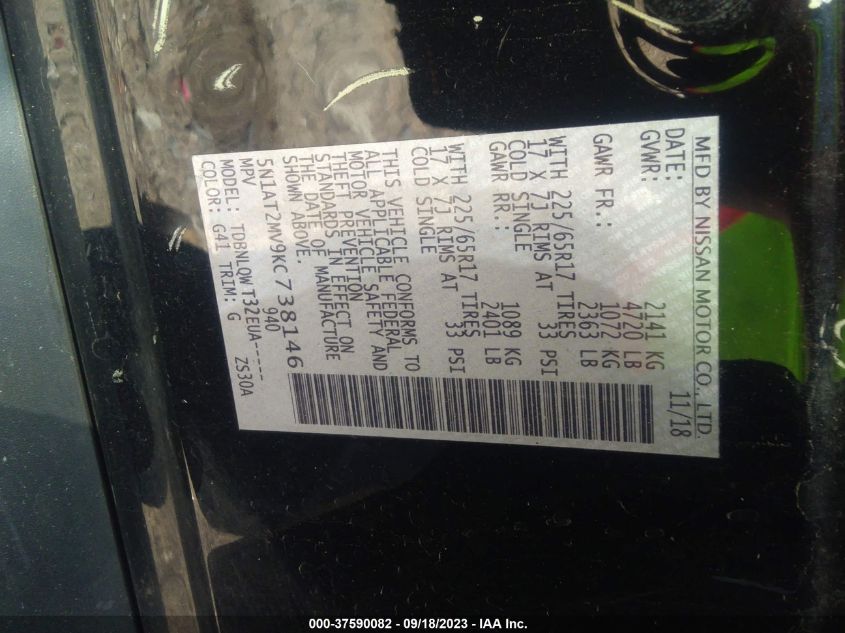 MFD BY NISSAN MOTOR CO., LTD.
DATE: 11/18
GVWR: 2141 KG
4720 LB
GAWR FR.: 1072 KG
2363 LB
WITH 225/65R17 TIRES
17 X 7J RIMS AT 33 PSI
COLD SINGLE
GAWR RR.: 1089 KG
2401 LB
WITH 225/65R17 TIRES
17 X 7J RIMS AT 33 PSI
COLD SINGLE
THIS VEHICLE CONFORMS TO
ALL APPLICABLE FEDERAL
MOTOR VEHICLE SAFETY AND
THEFT PREVENTION
STANDARDS IN EFFECT ON
THE DATE OF MANUFACTURE
SHOWN ABOVE.
5N1AT2MV9KC738146
MPV 940
MODEL: TDBNLQWT32EUA-----
COLOR: G41 TRIM: G ZS30A
000-37590082 - 09/18/2023 - IAA Inc.